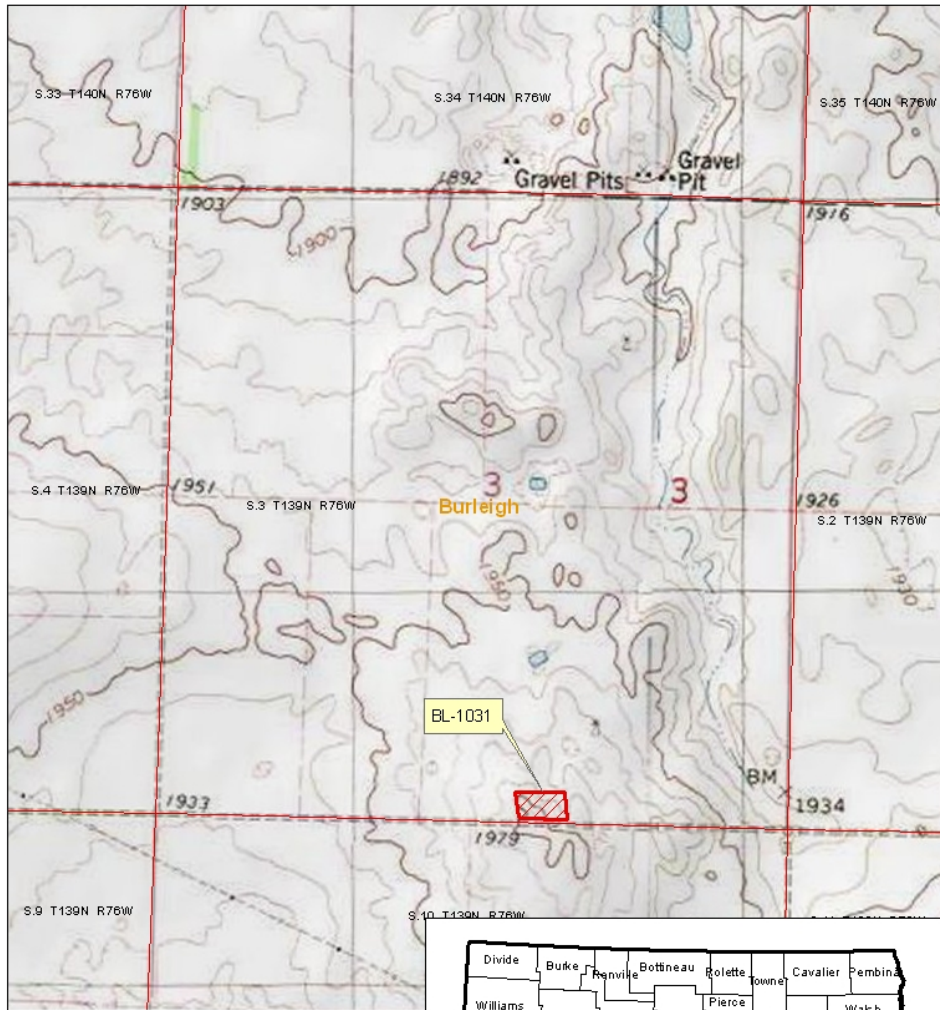 S.33 T140N R76W
S.34 T140N R76W
S.35 T140N R76W
Gravel Pits
Gravel
Pit
1892
1903
1916
1900
S.4 T139N R76W
1951
S.3 T139N R76W
3
Burleigh
3
1926
S.2 T139N R76W
1950
1930
1950
BL-1031
BM
1933
1934
1979
S.9 T139N R76W
S.10 T139N R76W
Divide
Burke
Renville
Bottineau
Rolette
Towne
Cavalier
Pembina
Williams
Pierce
Walsh